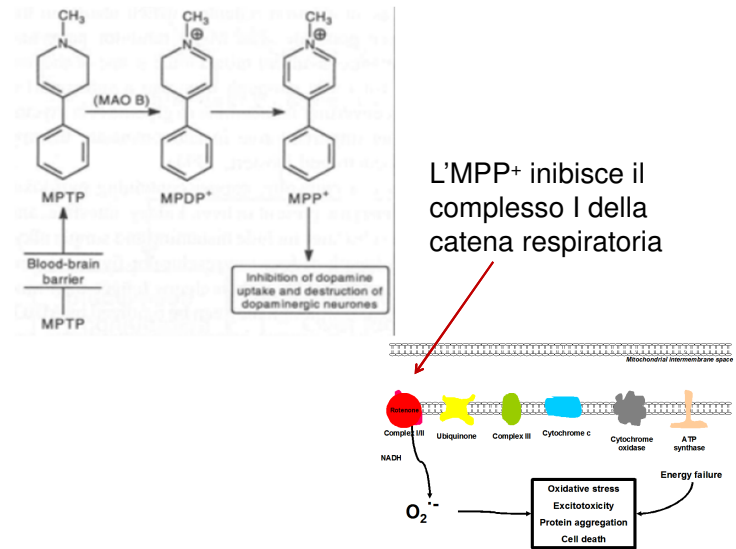 CH₃
N
(MAO B)
MPTP
CH₃
N
⊕
MPDP⁺
CH₃
N
⊕
MPP⁺
Blood-brain
barrier
MPTP
Inhibition of dopamine
uptake and destruction of
dopaminergic neurones
L'MPP⁺ inibisce il
complesso I della
catena respiratoria
Mitochondrial intermembrane space
Rotenone
Complex I/II
Ubiquinone
Complex III
Cytochrome c
Cytochrome
oxidase
ATP
synthase
NADH
O₂˙⁻
Energy failure
Oxidative stress
Excitotoxicity
Protein aggregation
Cell death